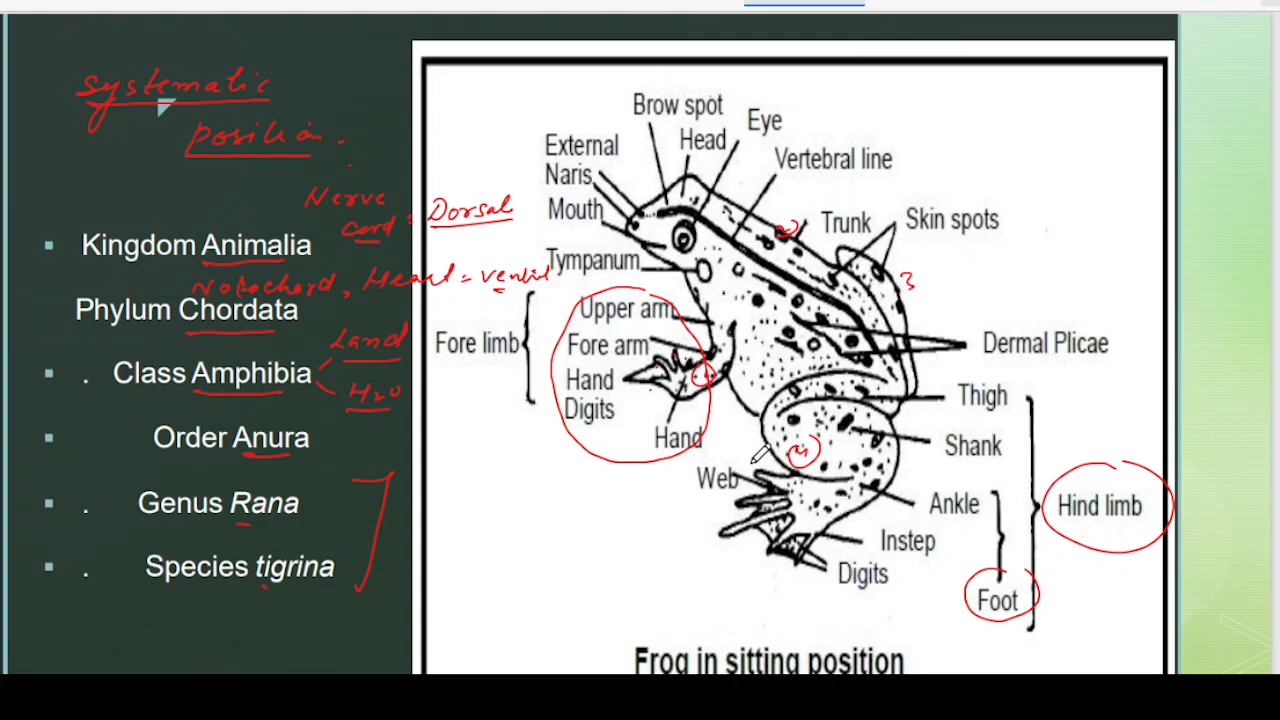 systematic
position.
Nerve
cord = Dorsal
Kingdom Animalia
Notochord, Heart = ventral
Phylum Chordata
Land
. Class Amphibia
H2O
Order Anura
. Genus Rana
. Species tigrina
Brow spot
Eye
External
Naris
Head
Vertebral line
Mouth
Trunk
Skin spots
Tympanum
Upper arm
Fore limb
Fore arm
Hand
Digits
Hand
Dermal Plicae
Thigh
Shank
Web
Ankle
Hind limb
Instep
Digits
Foot
Frog in sitting position